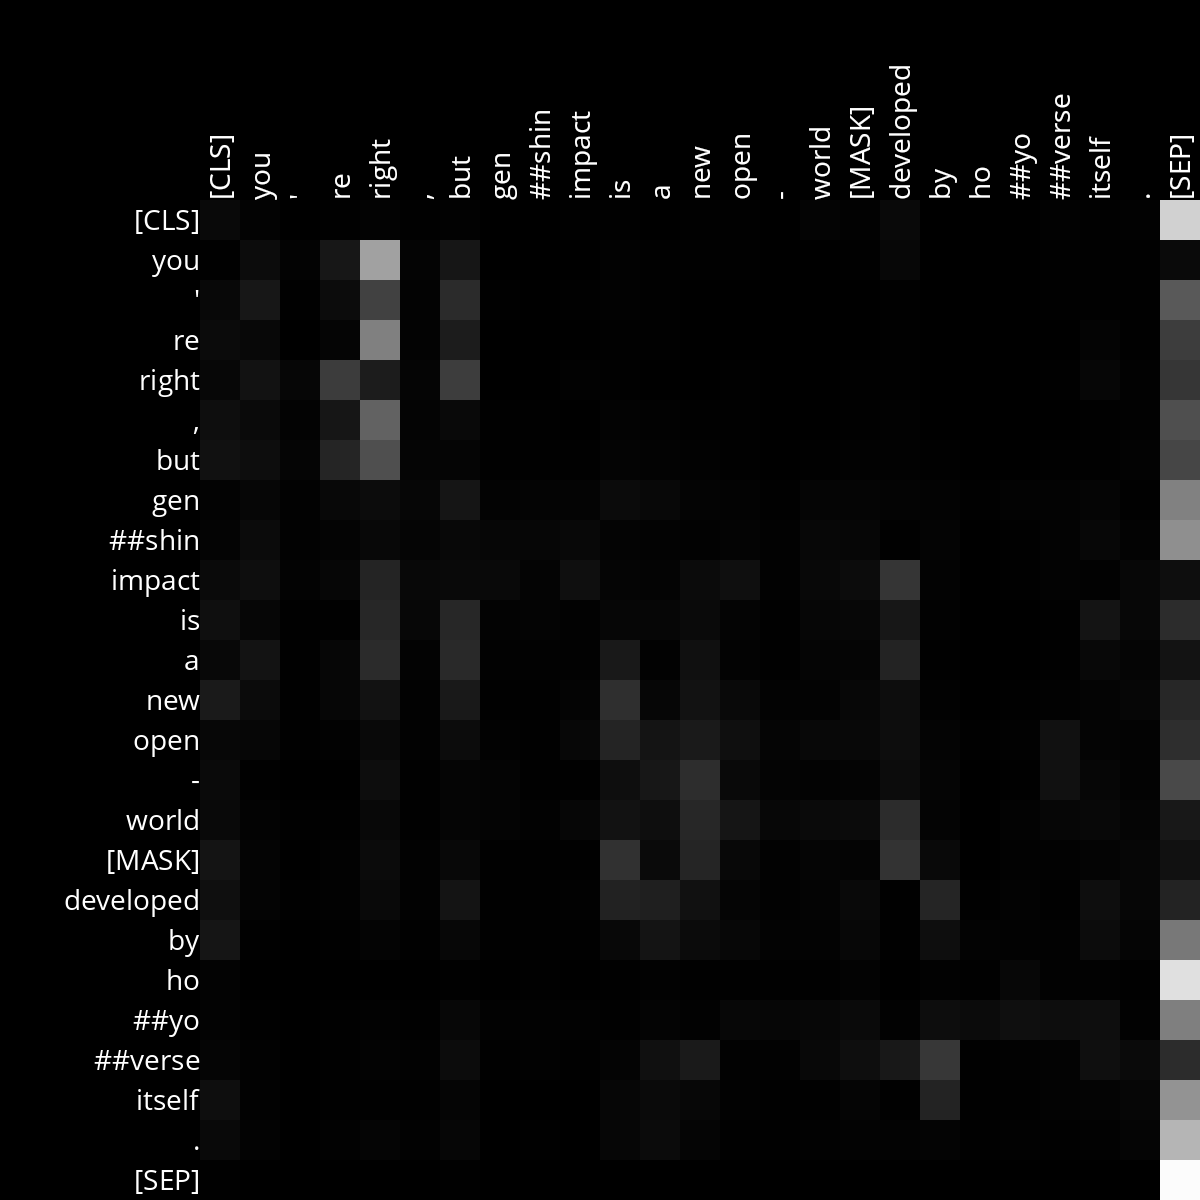 [CLS] you ' re right , but gen ##shin impact is a new open - world [MASK] developed by ho ##yo ##verse itself . [SEP]
[CLS]
you
'
re
right
,
but
gen
##shin
impact
is
a
new
open
-
world
[MASK]
developed
by
ho
##yo
##verse
itself
.
[SEP]